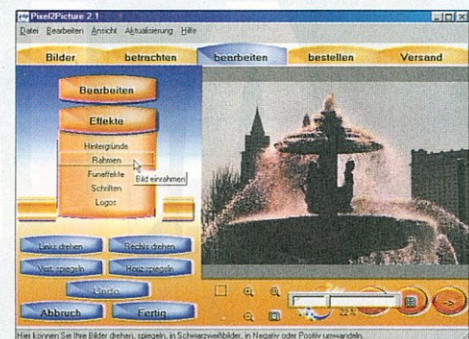 Pixel2Picture 2.1
Datei Bearbeiten Ansicht Aktualisierung Hilfe
Bilder betrachten bearbeiten bestellen Versand
Bearbeiten
Effekte
Hintergründe
Rahmen
Funeffekte
Bild einrahmen
Schriften
Logos
Links drehen Rechts drehen
Vert. spiegeln Horiz. spiegeln
Undo
Abbruch Fertig
22%
->
Hier können Sie Ihre Bilder drehen, spiegeln, in Schwarzweißbilder, in Negativ oder Positiv umwandeln.